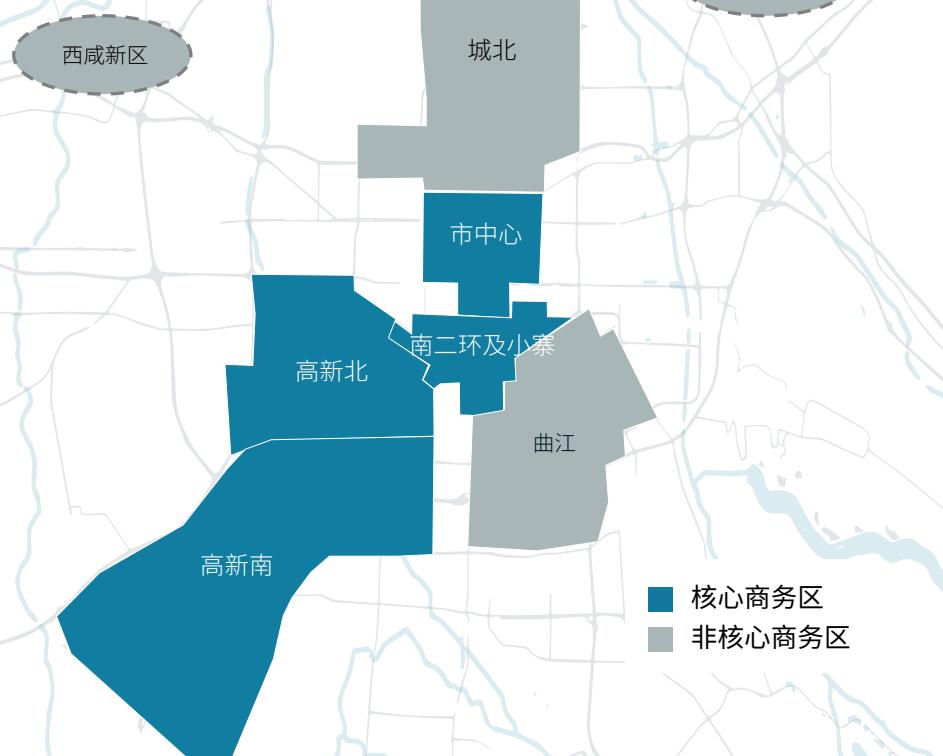 城北
西咸新区
市中心
南二环及小寨
高新北
曲江
高新南
核心商务区
非核心商务区